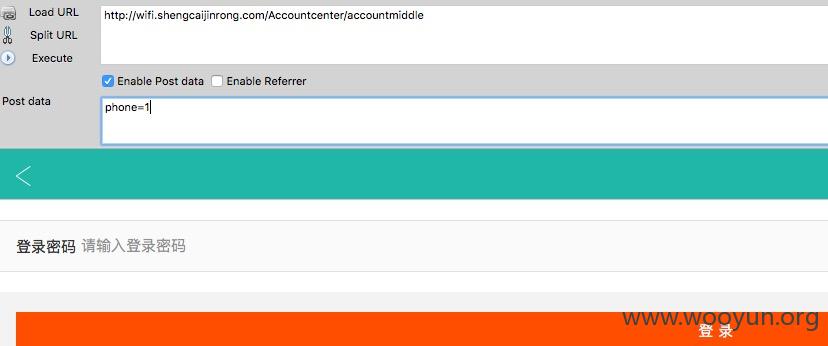 Load URL
http://wifi.shengcaijinrong.com/Accountcenter/accountmiddle
Split URL
Execute
Enable Post data Enable Referrer
Post data
phone=1
登录密码 请输入登录密码
www.wooyun.org
登 录